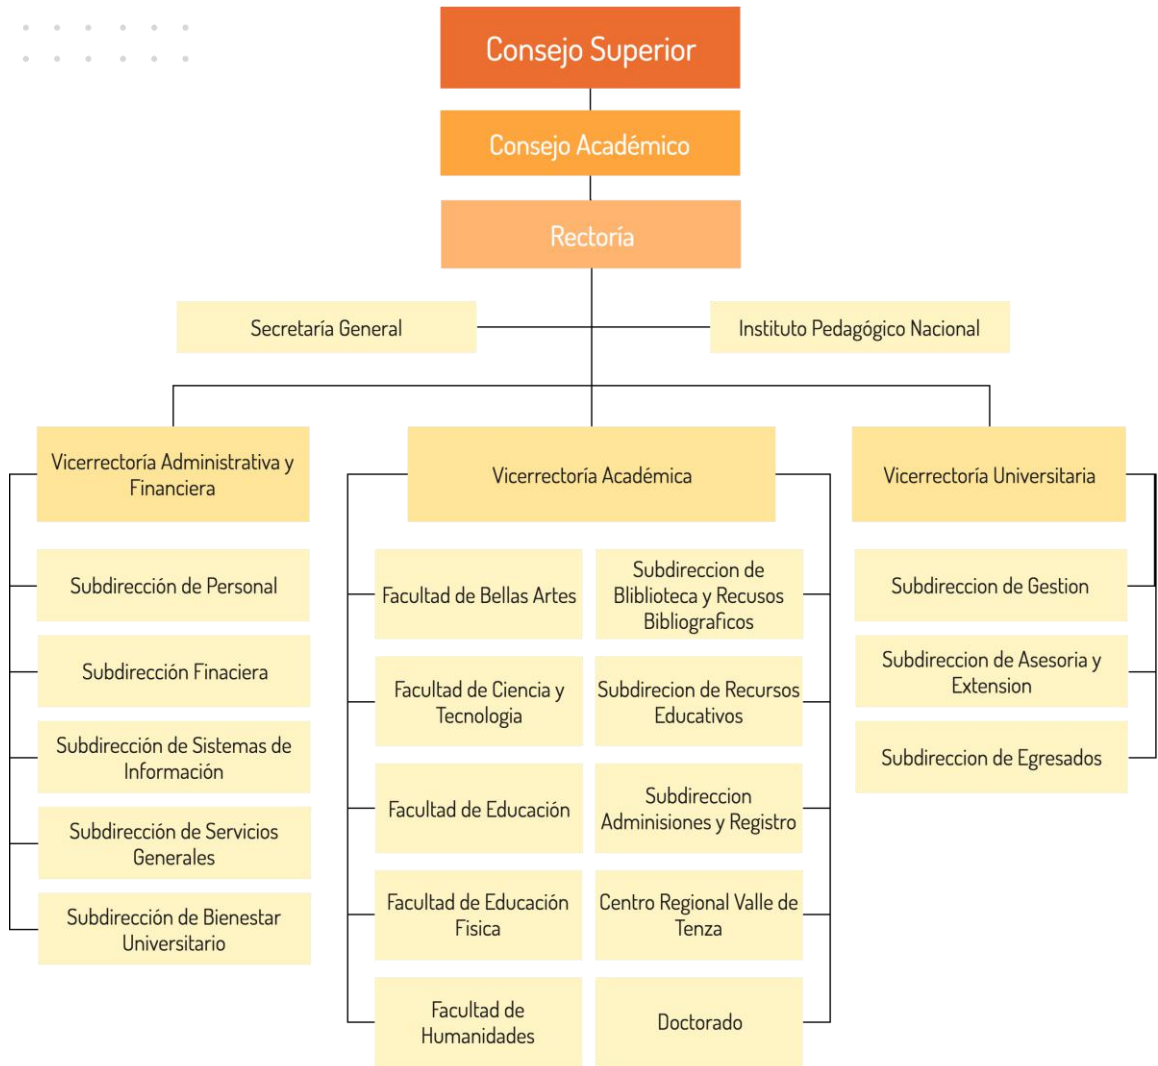 Consejo Superior
Consejo Académico
Rectoría
Secretaría General
Instituto Pedagógico Nacional
Vicerrectoría Administrativa y
Financiera
Subdirección de Personal
Subdirección Finaciera
Subdirección de Sistemas de
Información
Subdirección de Servicios
Generales
Subdirección de Bienestar
Universitario
Vicerrectoría Académica
Facultad de Bellas Artes
Facultad de Ciencia y
Tecnologia
Facultad de Educación
Facultad de Educación
Fisica
Facultad de
Humanidades
Subdireccion de
Bliblioteca y Recusos
Bibliograficos
Subdirecion de Recursos
Educativos
Subdireccion
Adminisiones y Registro
Centro Regional Valle de
Tenza
Doctorado
Vicerrectoría Universitaria
Subdireccion de Gestion
Subdireccion de Asesoria y
Extension
Subdireccion de Egresados